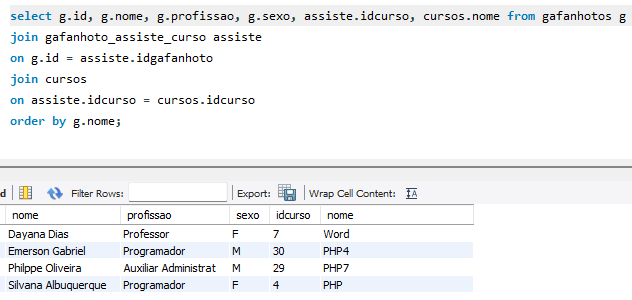 select g.id, g.nome, g.profissao, g.sexo, assiste.idcurso, cursos.nome from gafanhotos g
join gafanhoto_assiste_curso assiste
on g.id = assiste.idgafanhoto
join cursos
on assiste.idcurso = cursos.idcurso
order by g.nome;
d Filter Rows: Export: Wrap Cell Content: IA
nome profissao sexo idcurso nome
Dayana Dias Professor F 7 Word
Emerson Gabriel Programador M 30 PHP4
Philppe Oliveira Auxiliar Administrat M 29 PHP7
Silvana Albuquerque Programador F 4 PHP